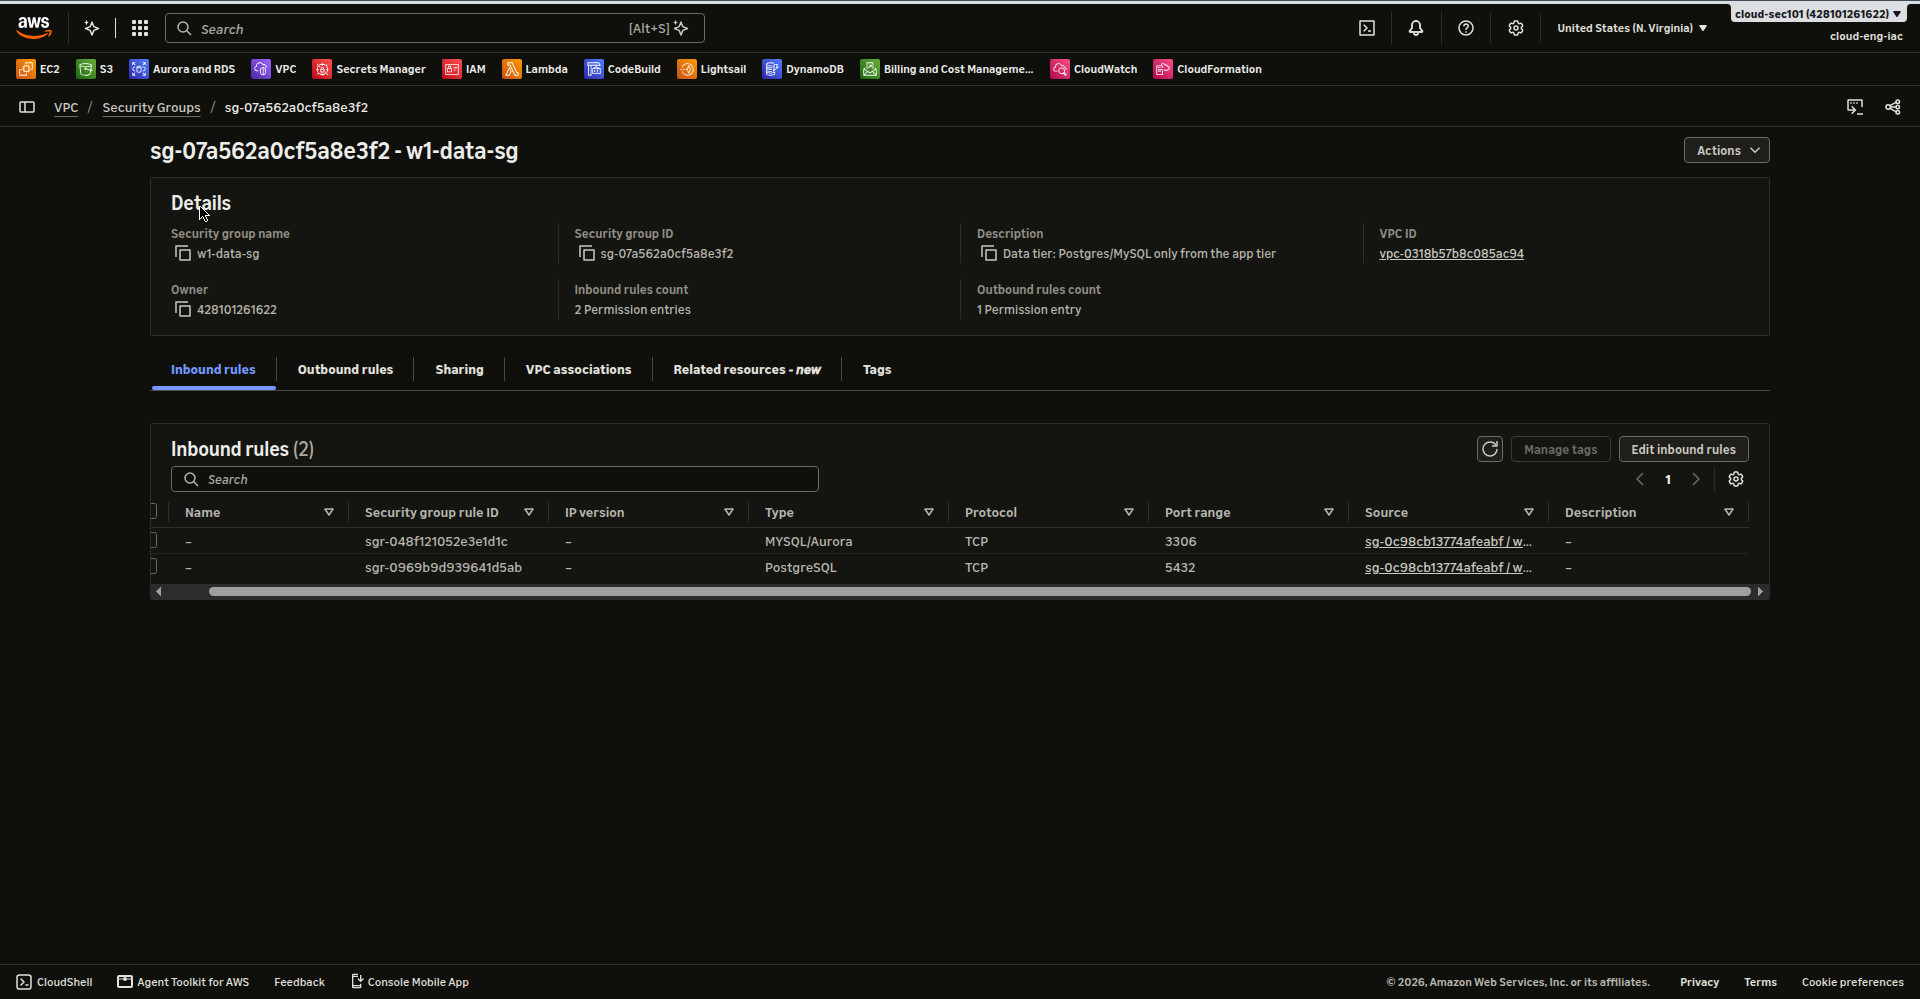 aws
Search [Alt+S]
United States (N. Virginia)
cloud-sec101 (428101261622)
cloud-eng-iac
EC2 S3 Aurora and RDS VPC Secrets Manager IAM Lambda CodeBuild Lightsail DynamoDB Billing and Cost Manageme... CloudWatch CloudFormation
VPC / Security Groups / sg-07a562a0cf5a8e3f2
sg-07a562a0cf5a8e3f2 - w1-data-sg
Actions
Details
Security group name Security group ID Description VPC ID
w1-data-sg sg-07a562a0cf5a8e3f2 Data tier: Postgres/MySQL only from the app tier vpc-0318b57b8c085ac94
Owner Inbound rules count Outbound rules count
428101261622 2 Permission entries 1 Permission entry
Inbound rules Outbound rules Sharing VPC associations Related resources - new Tags
Inbound rules (2)
Manage tags Edit inbound rules
Search
1
Name Security group rule ID IP version Type Protocol Port range Source Description
– sgr-048f121052e3e1d1c – MYSQL/Aurora TCP 3306 sg-0c98cb13774afeabf / w... –
– sgr-0969b9d939641d5ab – PostgreSQL TCP 5432 sg-0c98cb13774afeabf / w... –
CloudShell Agent Toolkit for AWS Feedback Console Mobile App
© 2026, Amazon Web Services, Inc. or its affiliates. Privacy Terms Cookie preferences